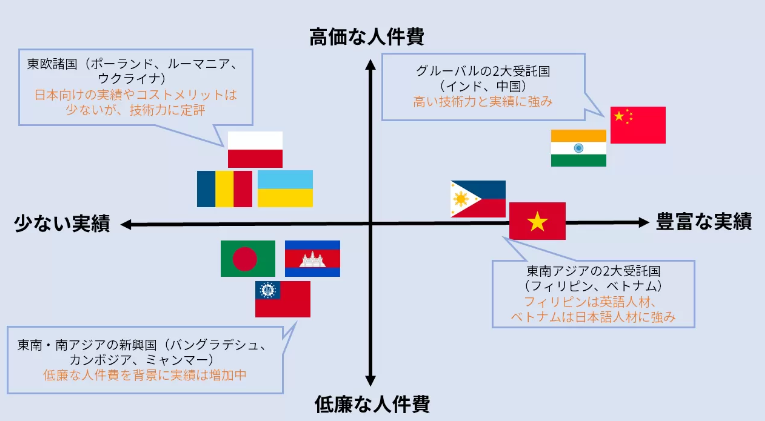 高価な人件費
東欧諸国（ポーランド、ルーマニア、
ウクライナ）
日本向けの実績やコストメリットは
少ないが、技術力に定評
グルーバルの2大受託国
（インド、中国）
高い技術力と実績に強み
少ない実績
豊富な実績
東南アジアの2大受託国
（フィリピン、ベトナム）
フィリピンは英語人材、
ベトナムは日本語人材に強み
東南・南アジアの新興国（バングラデシュ、
カンボジア、ミャンマー）
低廉な人件費を背景に実績は増加中
低廉な人件費